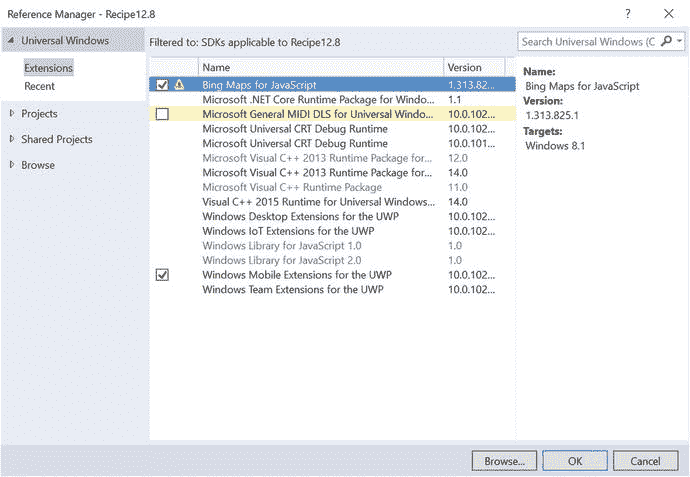 Reference Manager - Recipe12.8
Universal Windows
Extensions
Recent
Projects
Shared Projects
Browse
Filtered to: SDKs applicable to Recipe12.8
Search Universal Windows (C
Name Version
Bing Maps for JavaScript 1.313.82...
Microsoft .NET Core Runtime Package for Windo... 1.1
Microsoft General MIDI DLS for Universal Windo... 10.0.102...
Microsoft Universal CRT Debug Runtime 10.0.102...
Microsoft Universal CRT Debug Runtime 10.0.101...
Microsoft Visual C++ 2013 Runtime Package for... 12.0
Microsoft Visual C++ 2013 Runtime Package for... 14.0
Microsoft Visual C++ Runtime Package 11.0
Visual C++ 2015 Runtime for Universal Windows... 14.0
Windows Desktop Extensions for the UWP 10.0.102...
Windows IoT Extensions for the UWP 10.0.102...
Windows Library for JavaScript 1.0 1.0
Windows Library for JavaScript 2.0 1.0
Windows Mobile Extensions for the UWP 10.0.102...
Windows Team Extensions for the UWP 10.0.102...
Name:
Bing Maps for JavaScript
Version:
1.313.825.1
Targets:
Windows 8.1
Browse... OK Cancel